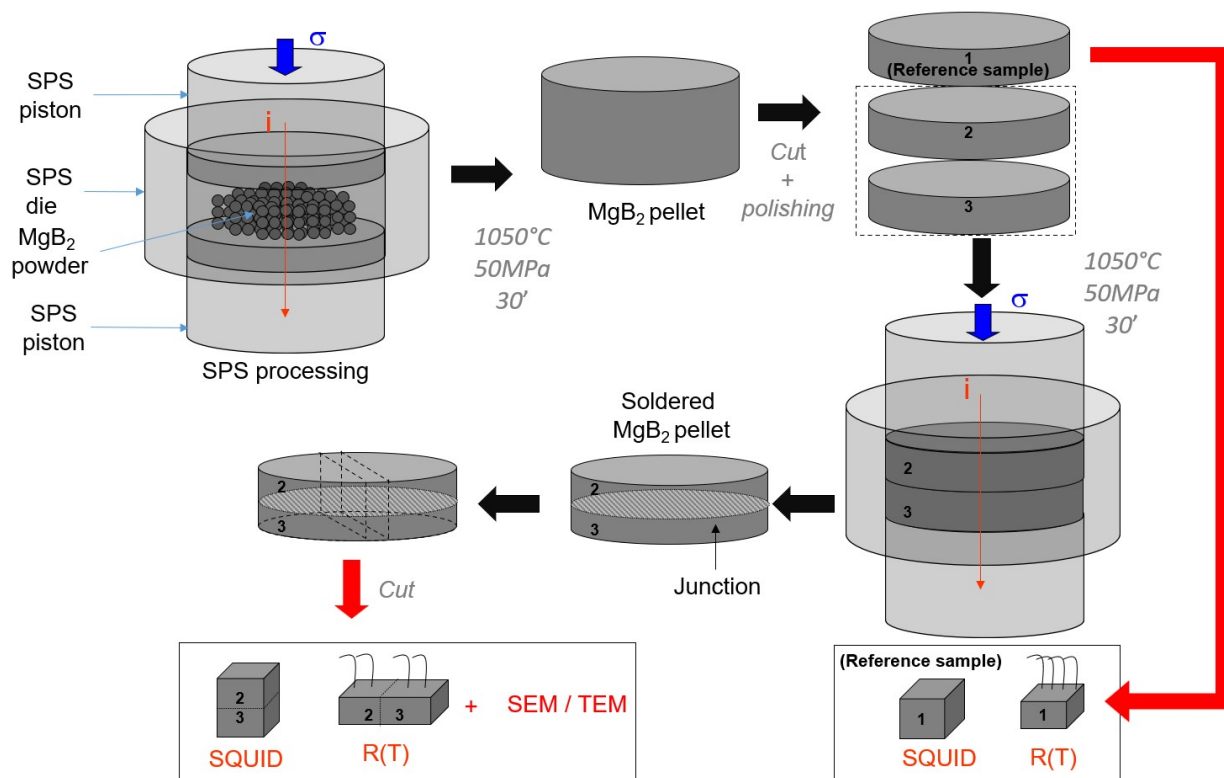 σ
SPS
piston
i
SPS
die
MgB₂
powder
SPS
piston
SPS processing
1050°C
50MPa
30’
MgB₂ pellet
Cut
+
polishing
1
(Reference sample)
2
3
1050°C
50MPa
30’
σ
i
2
3
Soldered
MgB₂ pellet
2
3
Junction
2
3
Cut
2
3
SQUID
2 3
R(T)
+ SEM / TEM
(Reference sample)
1
SQUID
1
R(T)